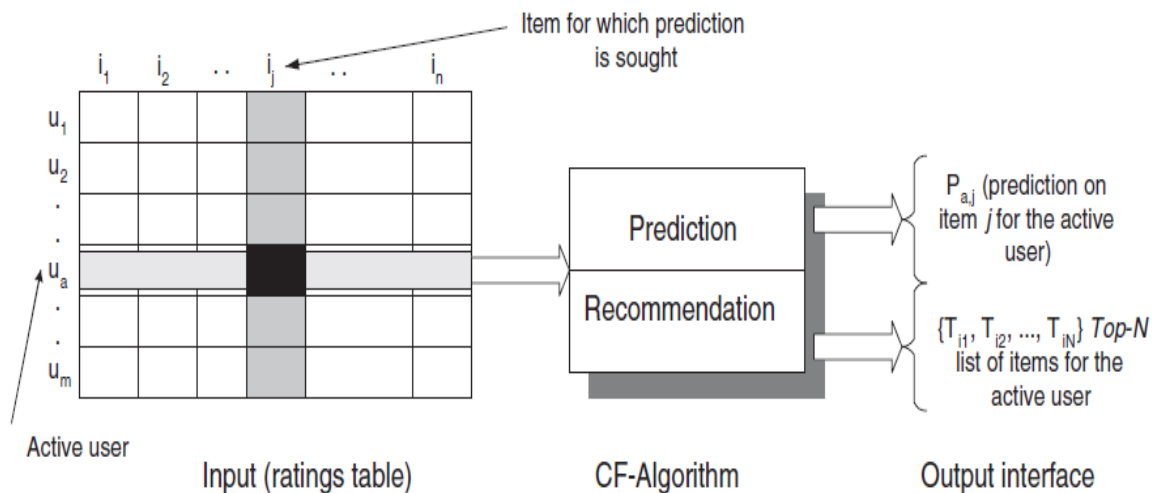 Item for which prediction
is sought
i1 i2 . . ij . . in
u1
u2
.
.
ua
.
.
um
Active user
Prediction
Recommendation
Pa,j (prediction on
item j for the active
user)
{Ti1, Ti2, ..., TiN} Top-N
list of items for the
active user
Input (ratings table)
CF-Algorithm
Output interface